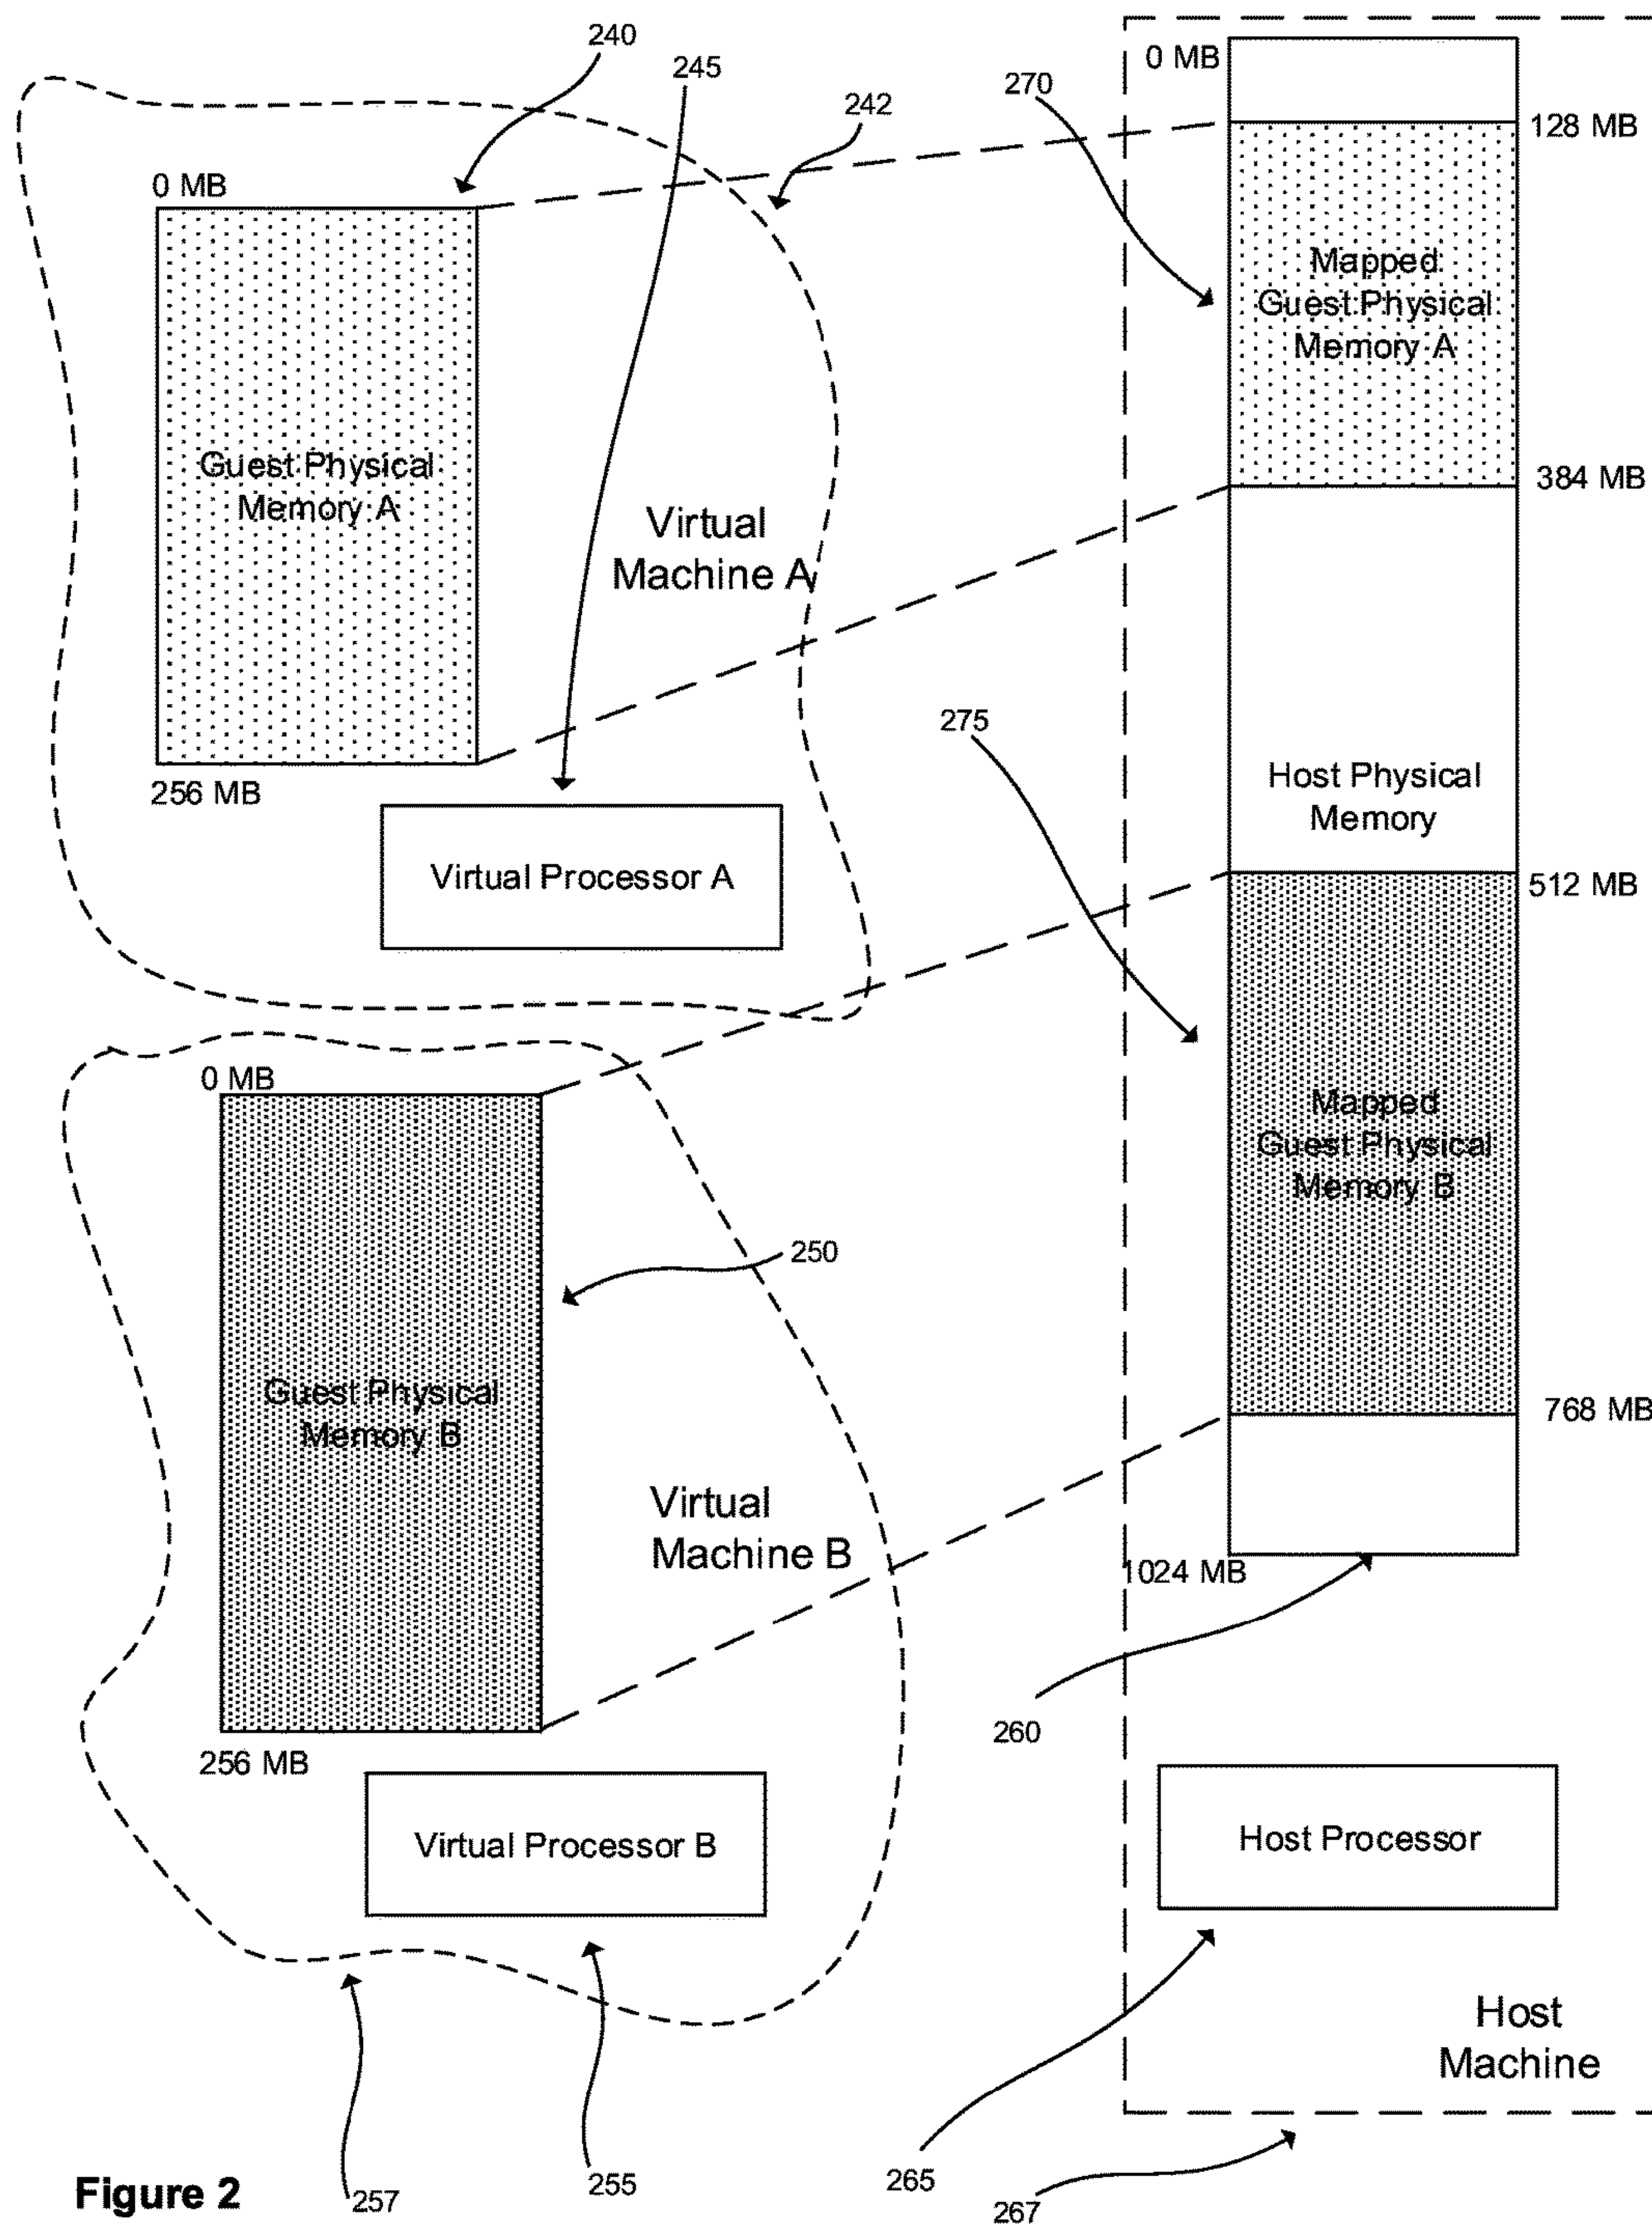 240
245
0 MB
270
242
128 MB
0 MB
Mapped
Guest Physical
Memory A
Guest Physical
Memory A
384 MB
Virtual
Machine A
275
Host Physical
Memory
256 MB
Virtual Processor A
512 MB
0 MB
Mapped
Guest Physical
Memory B
250
Guest Physical
Memory B
768 MB
Virtual
Machine B
1024 MB
260
256 MB
Virtual Processor B
Host Processor
Host
Machine
Figure 2
257
255
265
267